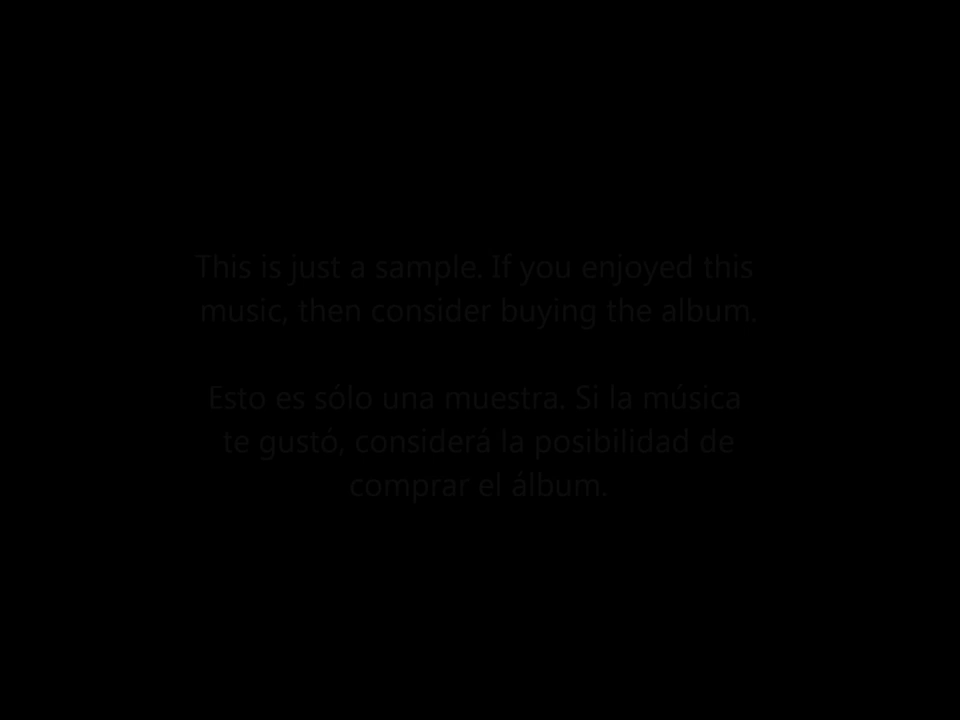 This is just a sample. If you enjoyed this
music, then consider buying the album.
Esto es sólo una muestra. Si la música
te gustó, considerá la posibilidad de
comprar el álbum.